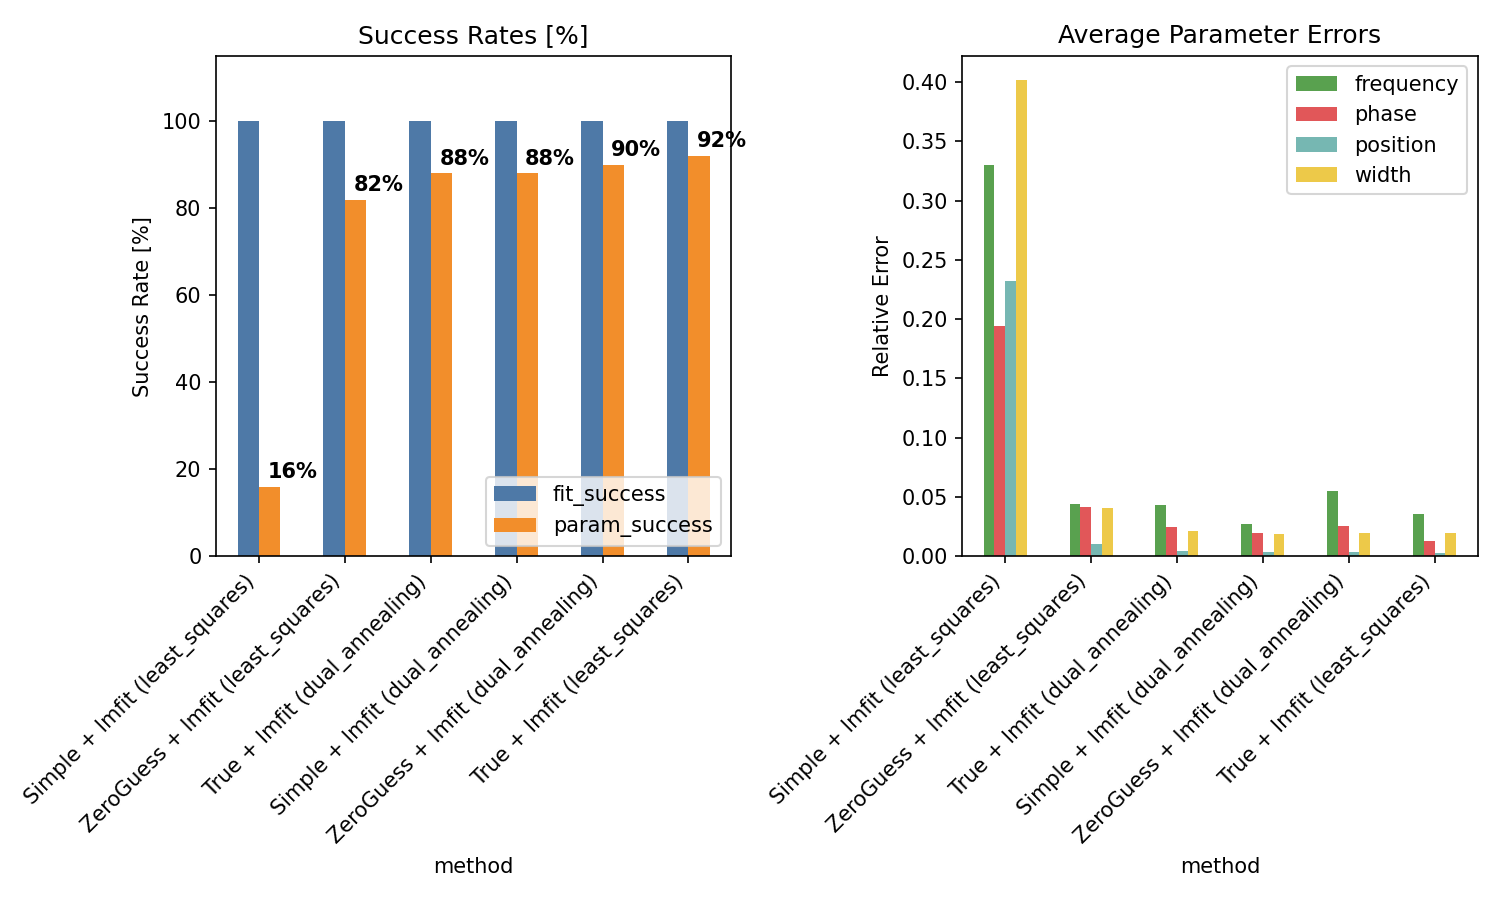 Success Rates [%]
Success Rate [%]
100
80
60
40
20
0
16%
82%
88%
88%
90%
92%
fit_success
param_success
Simple + lmfit (least_squares)
ZeroGuess + lmfit (least_squares)
True + lmfit (dual_annealing)
Simple + lmfit (dual_annealing)
ZeroGuess + lmfit (dual_annealing)
True + lmfit (least_squares)
method
Average Parameter Errors
Relative Error
0.40
0.35
0.30
0.25
0.20
0.15
0.10
0.05
0.00
frequency
phase
position
width
Simple + lmfit (least_squares)
ZeroGuess + lmfit (least_squares)
True + lmfit (dual_annealing)
Simple + lmfit (dual_annealing)
ZeroGuess + lmfit (dual_annealing)
True + lmfit (least_squares)
method